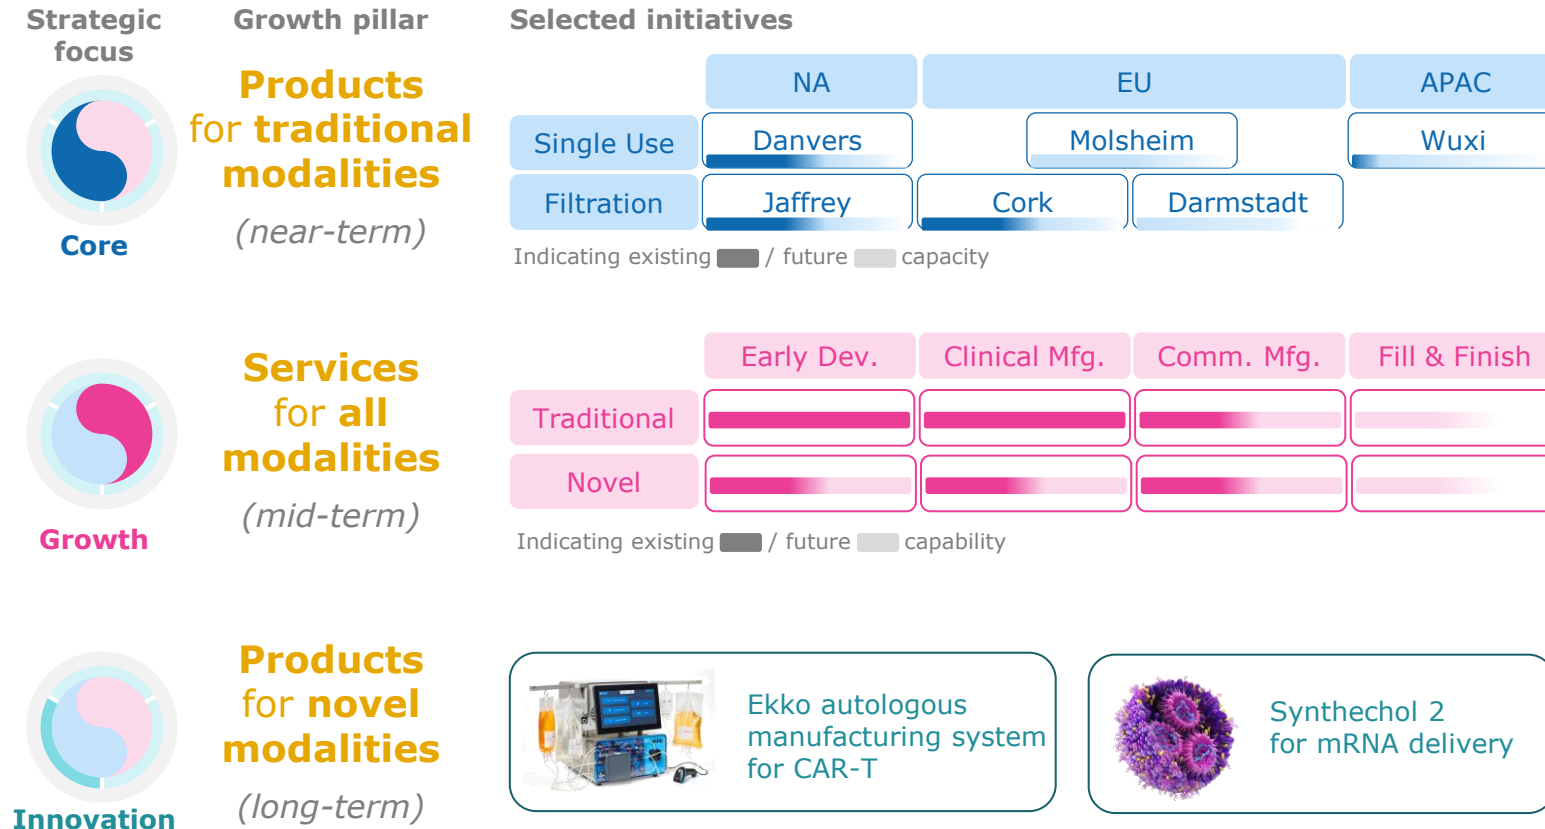 Strategic
focus
Growth pillar
Selected initiatives
Products
for traditional
modalities
(near-term)
Core
NA
EU
APAC
Single Use
Danvers
Molsheim
Wuxi
Filtration
Jaffrey
Cork
Darmstadt
Indicating existing / future capacity
Services
for all
modalities
(mid-term)
Growth
Early Dev.
Clinical Mfg.
Comm. Mfg.
Fill & Finish
Traditional
Novel
Indicating existing / future capability
Products
for novel
modalities
(long-term)
Innovation
Ekko autologous
manufacturing system
for CAR-T
Synthechol 2
for mRNA delivery